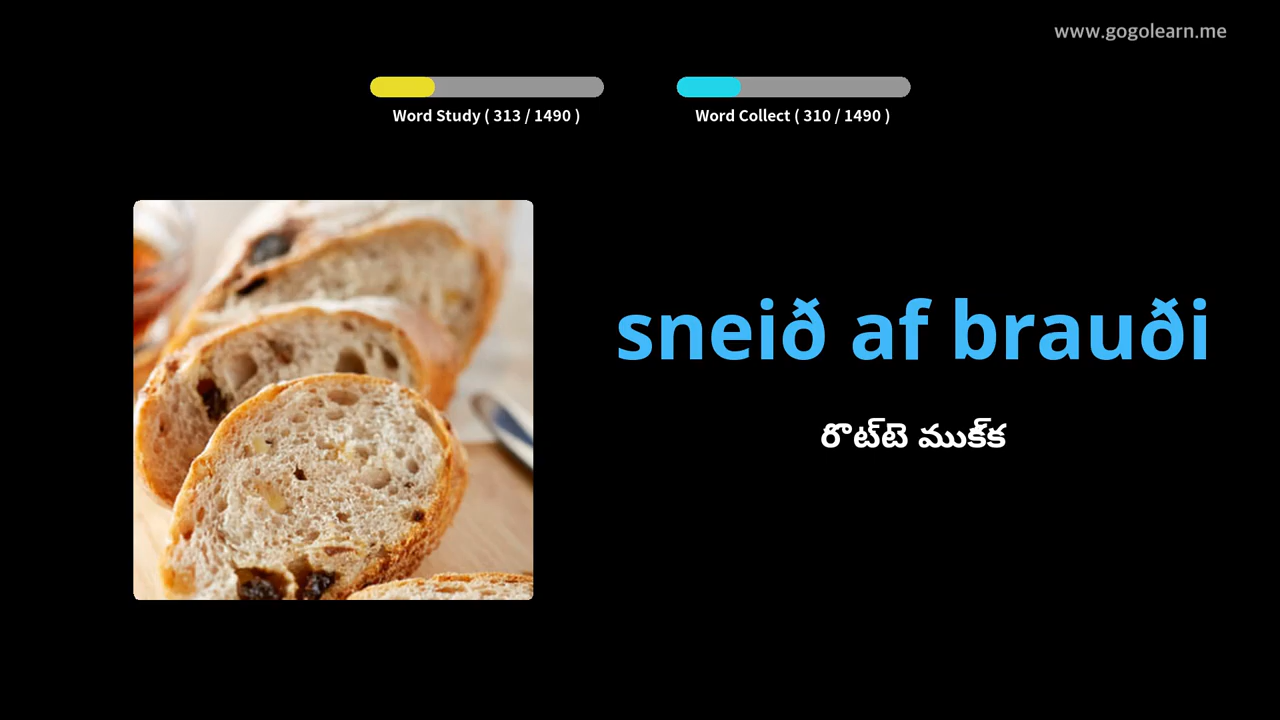 www.gogolearn.me
Word Study ( 313 / 1490 )
Word Collect ( 310 / 1490 )
sneið af brauði
రొట్టె ముక్క